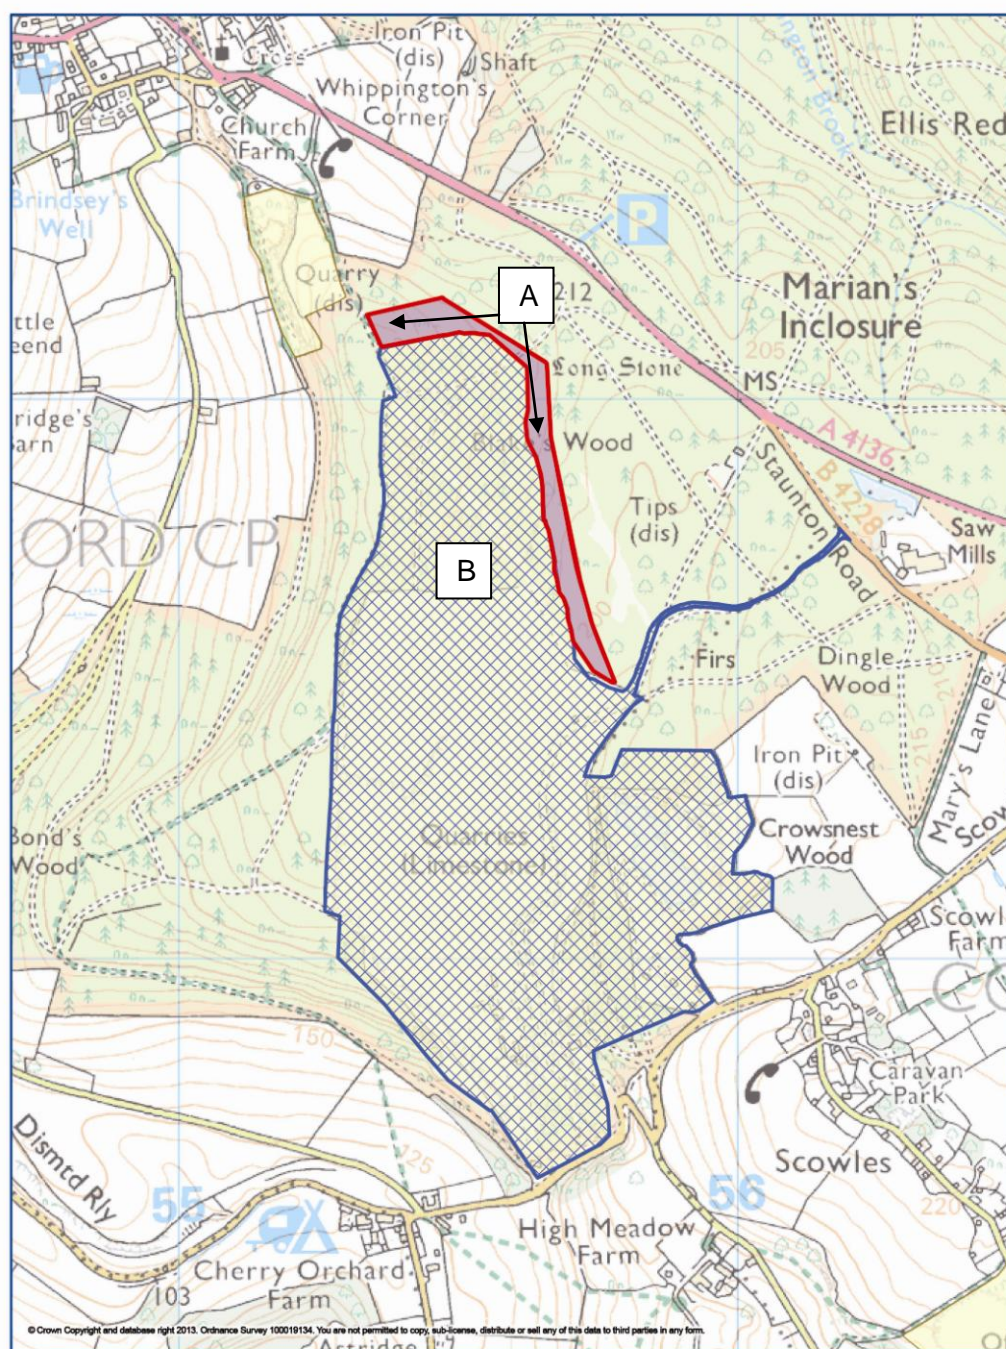 Iron Pit
(dis)
Shaft
Cross
Whippington's
Corner
Church
Farm
Ellis Red
Brindsey's
Well
P
Quarry
(dis)
A
212
Marian's
Inclosure
205
ttle
eend
Long Stone
MS
ridge's
arn
Wood
A 4136
B 4228
Staunton Road
Tips
(dis)
Saw
Mills
ORD CP
B
Firs
Dingle
Wood
210
215
Mary's Lane
Iron Pit
(dis)
Bond's
Wood
Quarries
(Limestone)
Crowsnest
Wood
Scow
Scowl
Farm
CO
150
Caravan
Park
Dismtd Rly
125
Scowles
55
56
220
High Meadow
Farm
Cherry Orchard
Farm
103
© Crown Copyright and database right 2013. Ordnance Survey 100019134. You are not permitted to copy, sub-license, distribute or sell any of this data to third parties in any form.